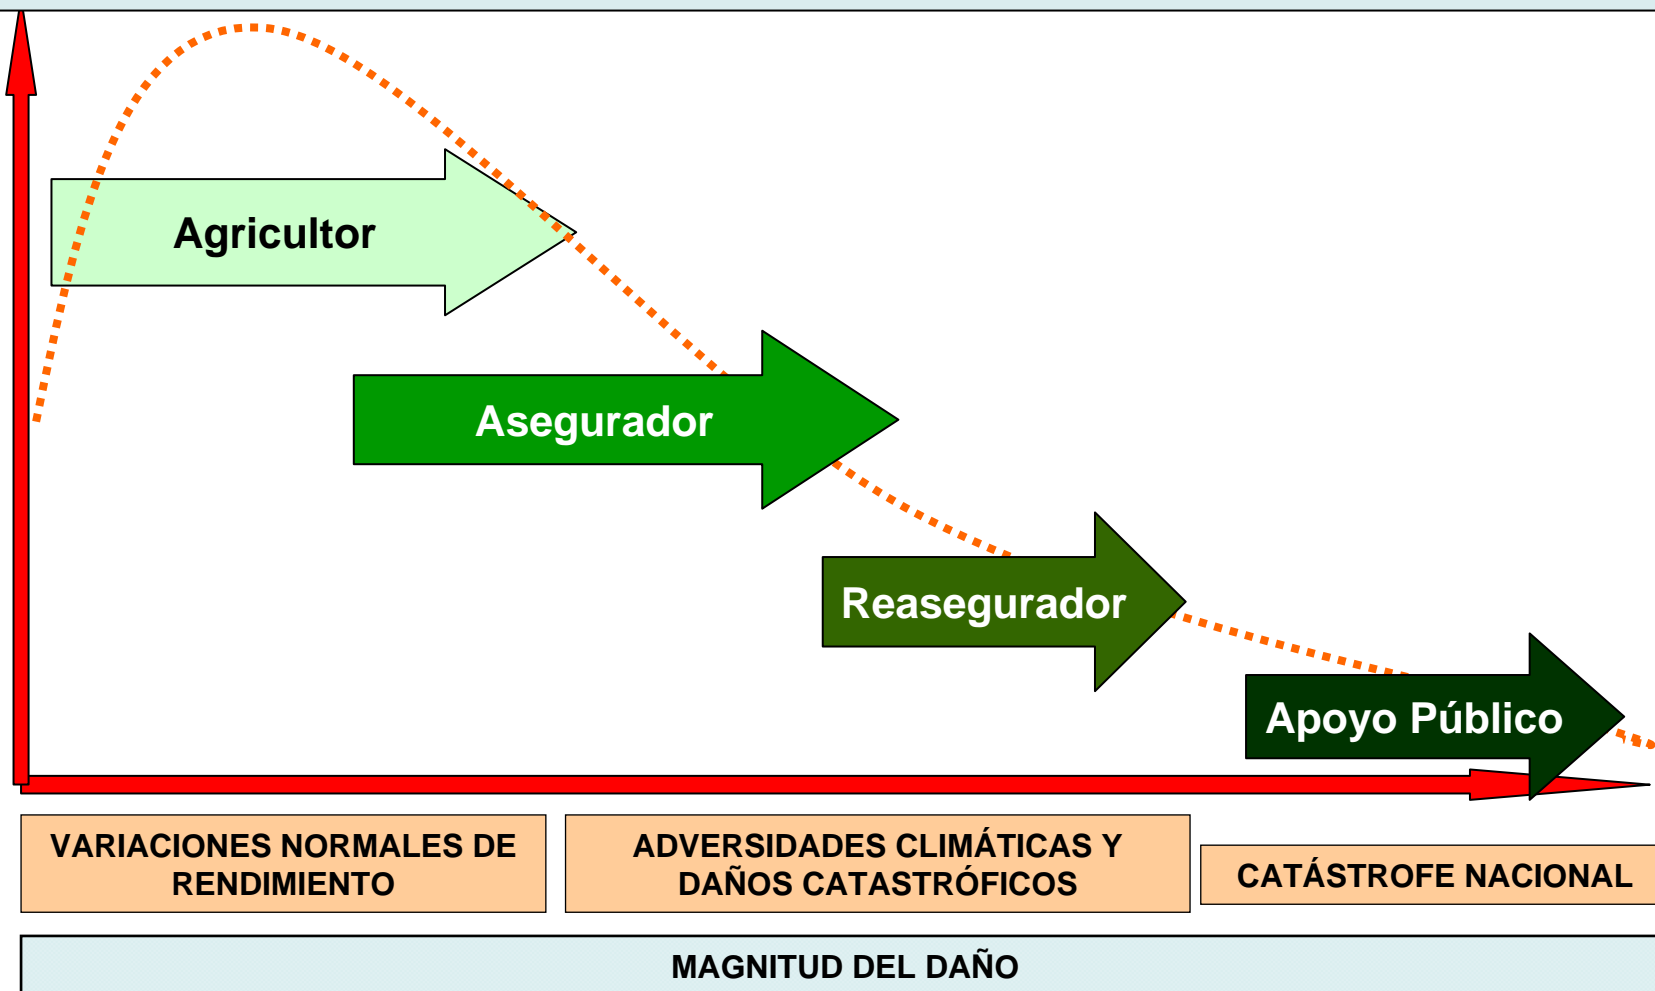 Agricultor
Asegurador
Reasegurador
Apoyo Público
VARIACIONES NORMALES DE
RENDIMIENTO
ADVERSIDADES CLIMÁTICAS Y
DAÑOS CATASTRÓFICOS
CATÁSTROFE NACIONAL
MAGNITUD DEL DAÑO